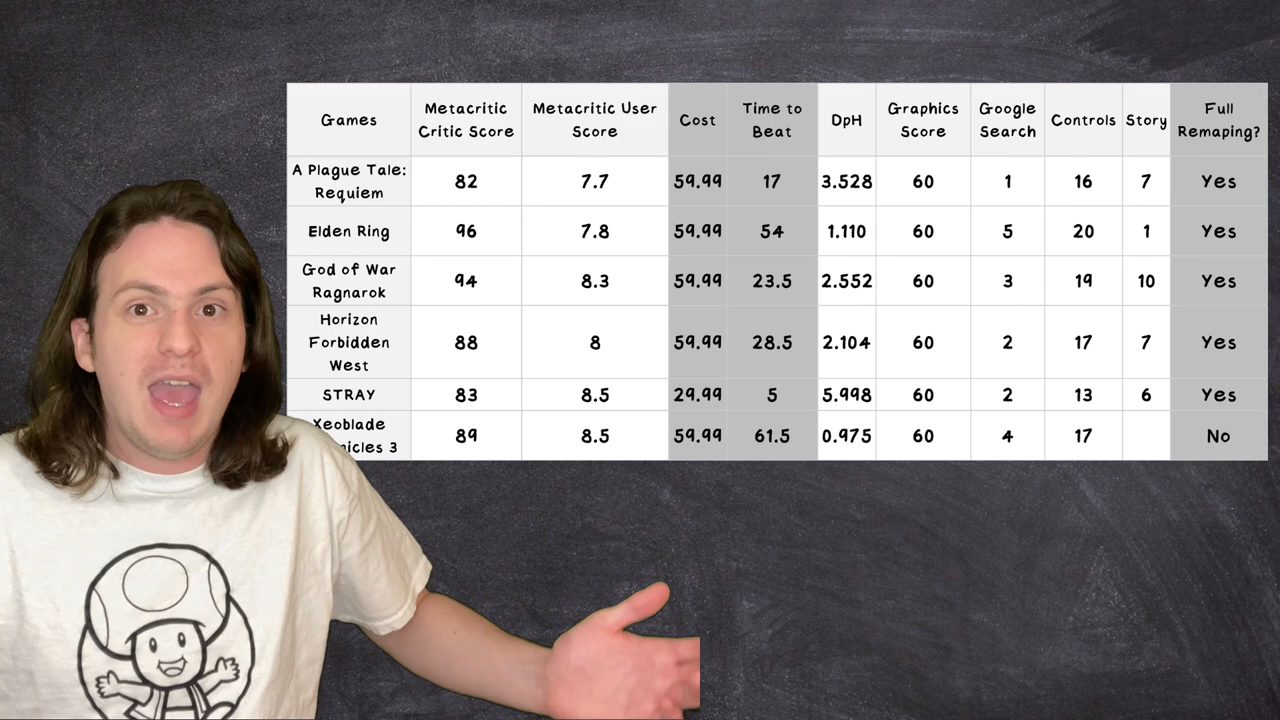 Games Metacritic Critic Score Metacritic User Score Cost Time to Beat DpH Graphics Score Google Search Controls Story Full Remaping?
A Plague Tale: Requiem 82 7.7 59.99 17 3.528 60 1 16 7 Yes
Elden Ring 96 7.8 59.99 54 1.110 60 5 20 1 Yes
God of War Ragnarok 94 8.3 59.99 23.5 2.552 60 3 19 10 Yes
Horizon Forbidden West 88 8 59.99 28.5 2.104 60 2 17 7 Yes
STRAY 83 8.5 29.99 5 5.998 60 2 13 6 Yes
Xeoblade nicles 3 89 8.5 59.99 61.5 0.975 60 4 17 No